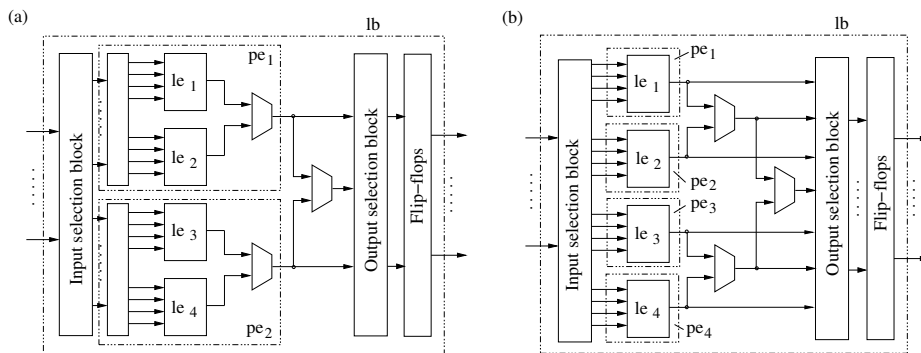 (a)
lb
Input selection block
pe1
le 1
le 2
le 3
le 4
pe2
Output selection block
Flip-flops
(b)
lb
Input selection block
pe1
le 1
le 2
pe2
pe3
le 3
le 4
pe4
Output selection block
Flip-flops